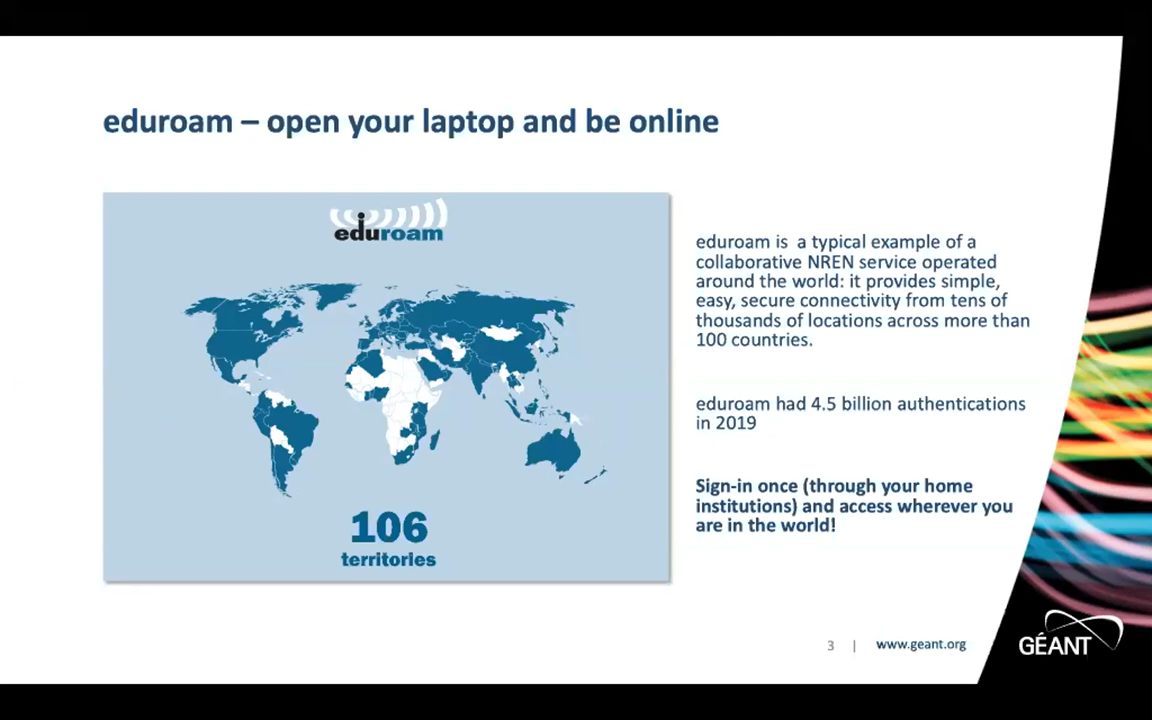 eduroam – open your laptop and be online
eduroam
106
territories
eduroam is  a typical example of a
collaborative NREN service operated
around the world: it provides simple,
easy, secure connectivity from tens of
thousands of locations across more than
100 countries.
eduroam had 4.5 billion authentications
in 2019
Sign-in once (through your home
institutions) and access wherever you
are in the world!
3 | www.geant.org
GÉANT